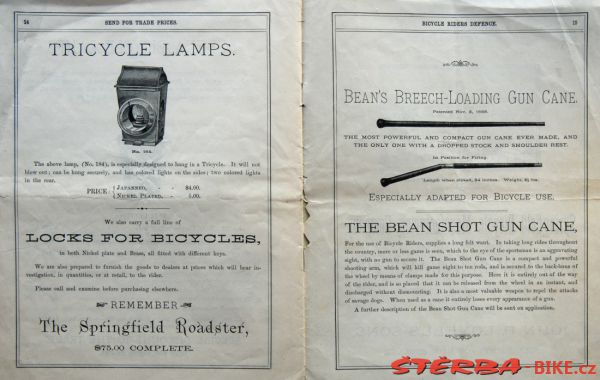 24 SEND FOR TRADE PRICES.
TRICYCLE LAMPS.
No. 184.
The above lamp, (No. 184), is especially designed to hang in a Tricycle. It will not
blow out; can be hung securely, and has colored lights on the sides; two colored lights
in the rear.
PRICE: { JAPANNED, - - $4.00.
{ NICKEL PLATED, - 5.00.
We also carry a full line of
LOCKS FOR BICYCLES,
in both Nickel plate and Brass, all fitted with different keys.
We are also prepared to furnish the goods to dealers at prices which will bear in-
vestigation, in quantities, or at retail, to the rider.
Please call and examine before purchasing elsewhere.
REMEMBER
The Springfield Roadster,
$75.00 COMPLETE.
BICYCLE RIDERS DEFENCE.
BEAN'S BREECH-LOADING GUN CANE.
Patented Nov.
THE MOST POWERFUL AND COMPACT GUN CANE EVER MADE, AND
THE ONLY ONE WITH A DROPPED STOCK AND SHOULDER REST.
In Position for Firing.
Length when closed, 34 inches. Weight,
ESPECIALLY ADAPTED FOR BICYCLE USE.
THE BEAN SHOT GUN CANE,
For the use of Bicycle Riders, supplies a long felt want. In taking long rides throughout
the country, more or less game is seen, which to the eye of the sportsman is an aggravating
sight, with no gun to secure it. The Bean Shot Gun Cane is a compact and powerful
shooting arm, which will kill game eight to ten rods, and is secured to the back-bone of
the wheel by means of clamps made for this purpose. Here it is entirely out of the way
of the rider, and is so placed that it can be released from the wheel in an instant, and
discharged without dismounting. It is also a most valuable weapon to repel the attacks
of savage dogs. When used as a cane it entirely loses every appearance of a gun.
A further description of the Bean Shot Gun Cane will be sent on application.
ŠTĚRBA-BIKE.cz